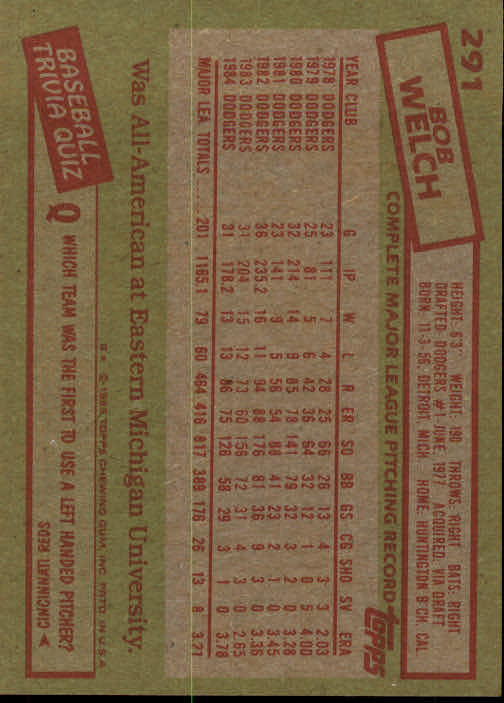 291
BOB
WELCH
HEIGHT: 6'3" WEIGHT: 190 THROWS: RIGHT BATS: RIGHT
DRAFTED: DODGERS #1-JUNE, 1977 ACQUIRED: VIA DRAFT
BORN: 11-3-56, DETROIT, MICH. HOME: HUNTINGTON B'CH, CAL
COMPLETE MAJOR LEAGUE PITCHING RECORD
TOPPS
YEAR CLUB G IP W L R ER SO BB GS CG SHO SV ERA
1978 DODGERS 23 111 7 4 28 25 66 26 13 4 3 3 2.03
1979 DODGERS 25 81 5 6 42 36 64 32 12 1 0 5 4.00
1980 DODGERS 32 214 14 9 85 78 141 79 32 3 2 0 3.28
1981 DODGERS 23 141 9 5 56 54 88 41 23 2 1 0 3.45
1982 DODGERS 36 235.2 16 11 94 88 176 81 36 9 3 0 3.36
1983 DODGERS 31 204 15 12 73 60 156 72 31 4 3 0 2.65
1984 DODGERS 31 178.2 13 13 86 75 126 58 29 3 1 0 3.78
MAJOR LEA. TOTALS .... 201 1165.1 79 60 464 416 817 389 176 26 13 8 3.21
Was All-American at Eastern Michigan University.
© 1985 TOPPS CHEWING GUM, INC. PRTD. IN U.S.A.
BASEBALL
TRIVIA QUIZ
Q WHICH TEAM WAS THE FIRST TO USE A LEFT HANDED PITCHER?
CINCINNATI REDS